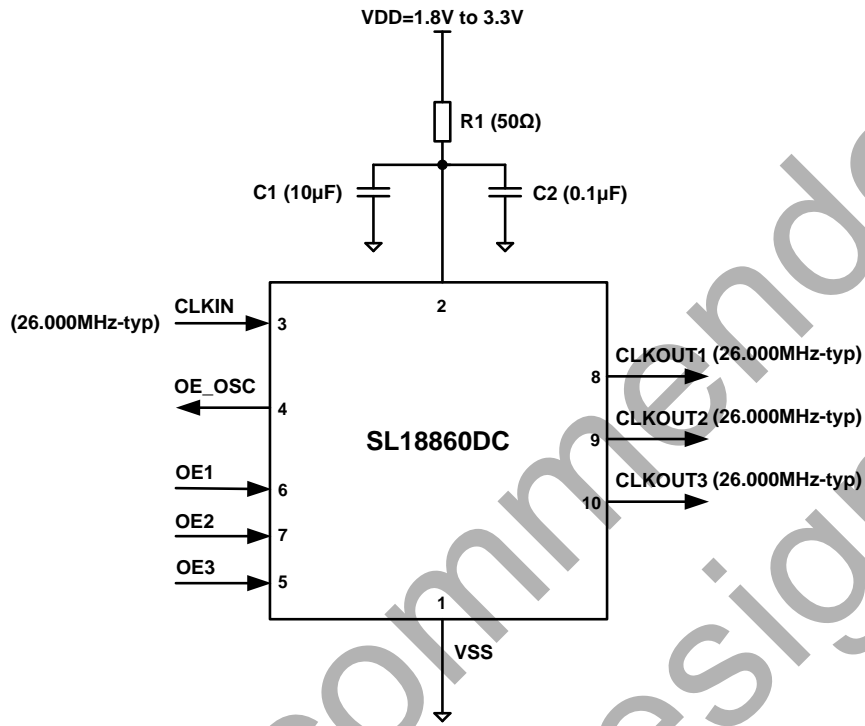 VDD=1.8V to 3.3V
R1 (50Ω)
C1 (10µF)
C2 (0.1µF)
2
(26.000MHz-typ)
CLKIN
3
OE_OSC
4
OE1
6
OE2
7
OE3
5
SL18860DC
8
CLKOUT1 (26.000MHz-typ)
9
CLKOUT2 (26.000MHz-typ)
10
CLKOUT3 (26.000MHz-typ)
1
VSS